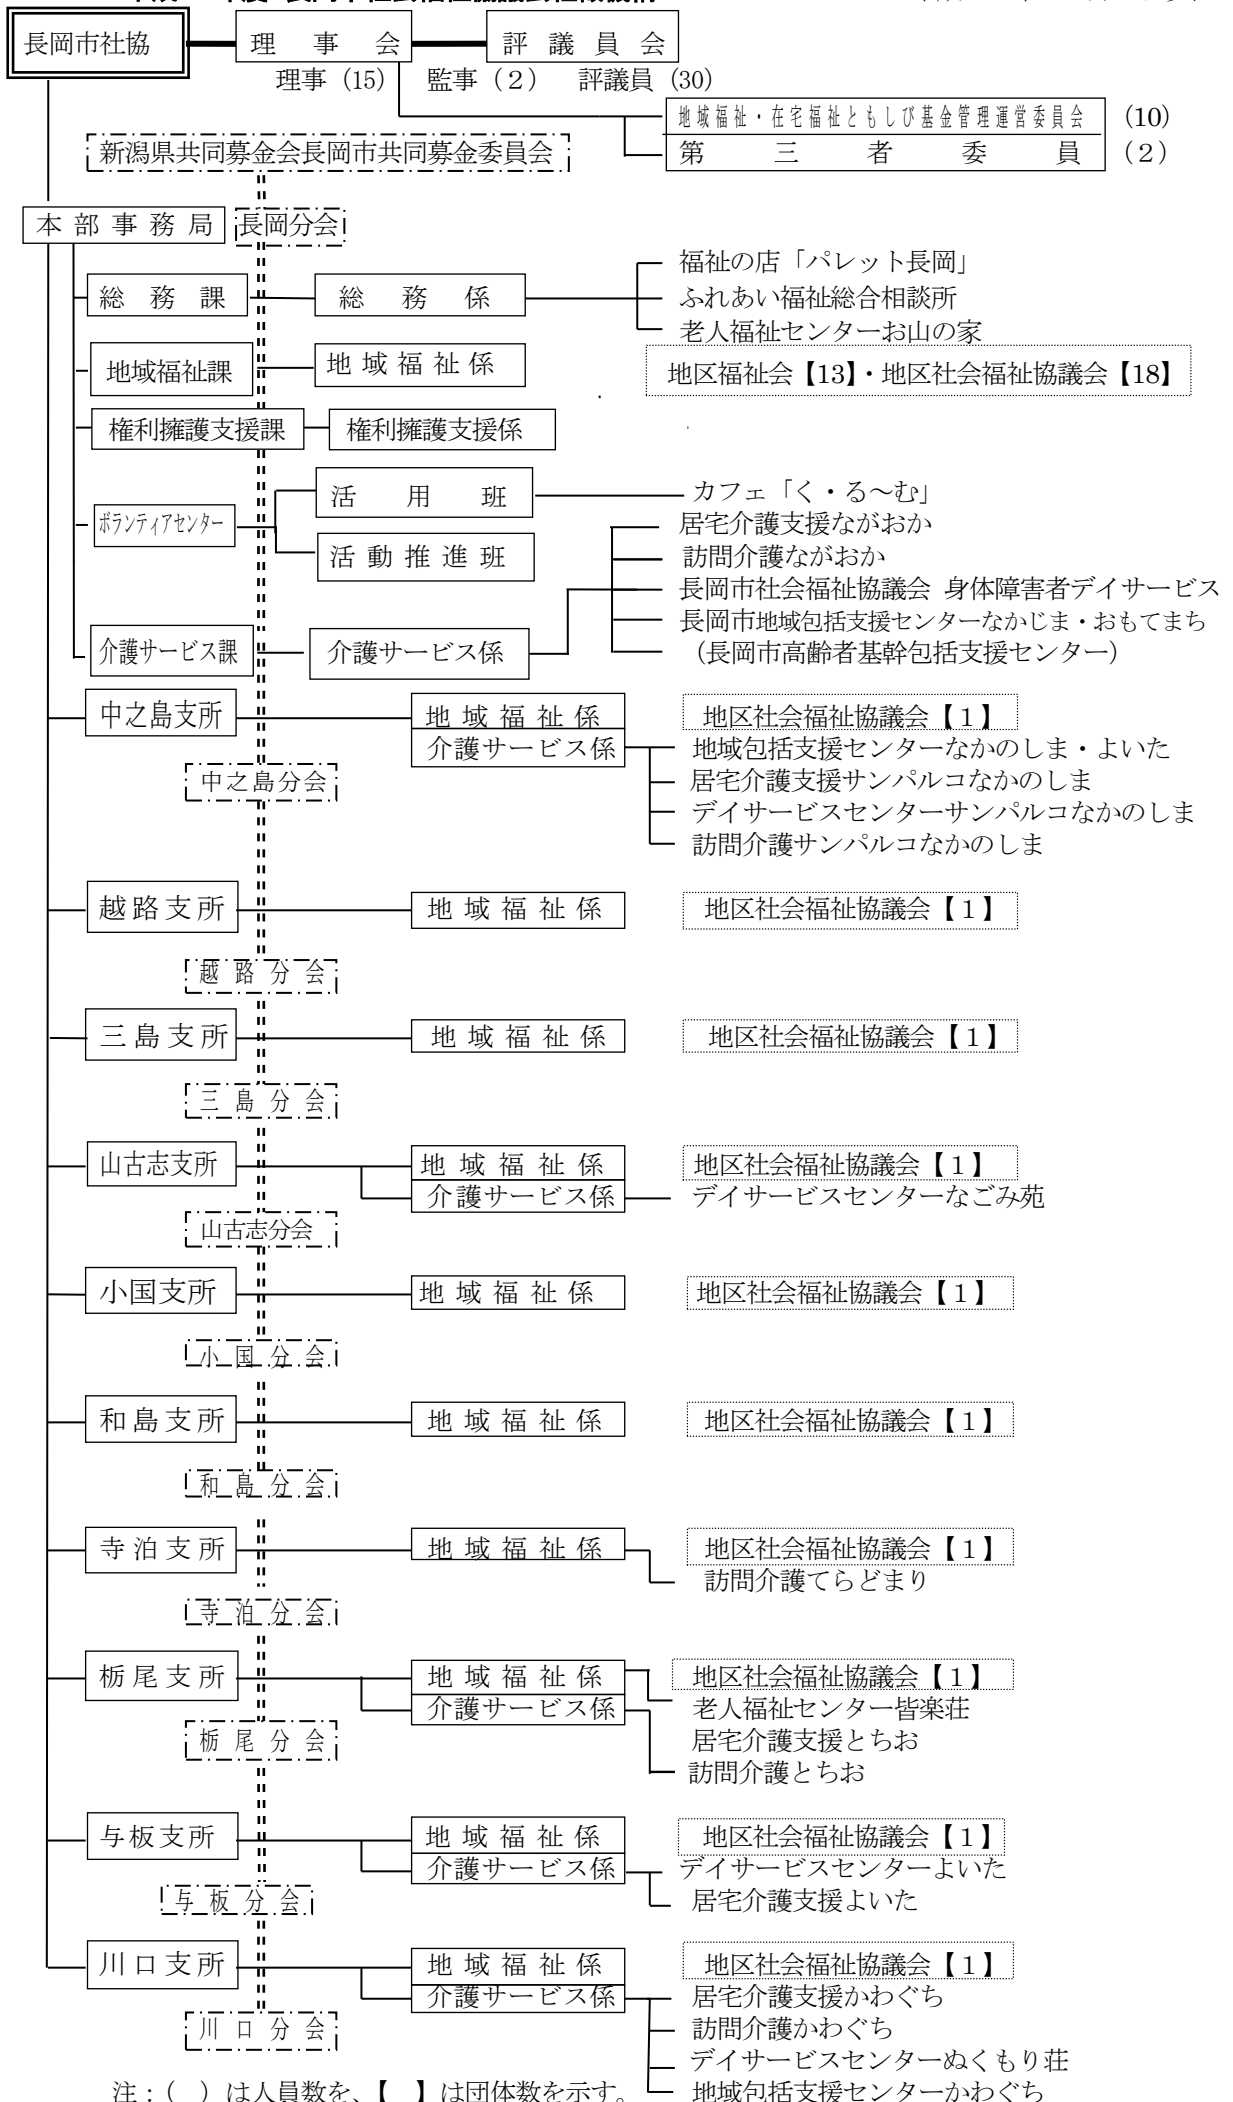 長岡市社協 理事会 評議員会
理事（15） 監事（２） 評議員（30）
地域福祉・在宅福祉ともしび基金管理運営委員会 （10）
新潟県共同募金会長岡市共同募金委員会 第三者委員 （２）
本部事務局 長岡分会
福祉の店「パレット長岡」
総務課 総務係 ふれあい福祉総合相談所
老人福祉センターお山の家
地域福祉課 地域福祉係 地区福祉会【13】・地区社会福祉協議会【18】
権利擁護支援課 権利擁護支援係
活用班 カフェ「く・る～む」
ボランティアセンター 居宅介護支援ながおか
活動推進班 訪問介護ながおか
長岡市社会福祉協議会 身体障害者デイサービス
長岡市地域包括支援センターなかじま・おもてまち
介護サービス課 介護サービス係 （長岡市高齢者基幹包括支援センター）
中之島支所 地域福祉係 地区社会福祉協議会【１】
介護サービス係 地域包括支援センターなかのしま・よいた
中之島分会 居宅介護支援サンパルコなかのしま
デイサービスセンターサンパルコなかのしま
訪問介護サンパルコなかのしま
越路支所 地域福祉係 地区社会福祉協議会【１】
越路分会
三島支所 地域福祉係 地区社会福祉協議会【１】
三島分会
山古志支所 地域福祉係 地区社会福祉協議会【１】
介護サービス係 デイサービスセンターなごみ苑
山古志分会
小国支所 地域福祉係 地区社会福祉協議会【１】
小国分会
和島支所 地域福祉係 地区社会福祉協議会【１】
和島分会
寺泊支所 地域福祉係 地区社会福祉協議会【１】
訪問介護てらどまり
寺泊分会
栃尾支所 地域福祉係 地区社会福祉協議会【１】
介護サービス係 老人福祉センター皆楽荘
栃尾分会 居宅介護支援とちお
訪問介護とちお
与板支所 地域福祉係 地区社会福祉協議会【１】
介護サービス係 デイサービスセンターよいた
与板分会 居宅介護支援よいた
川口支所 地域福祉係 地区社会福祉協議会【１】
介護サービス係 居宅介護支援かわぐち
川口分会 訪問介護かわぐち
デイサービスセンターぬくもり荘
注：（ ）は人員数を、【 】は団体数を示す。 地域包括支援センターかわぐち